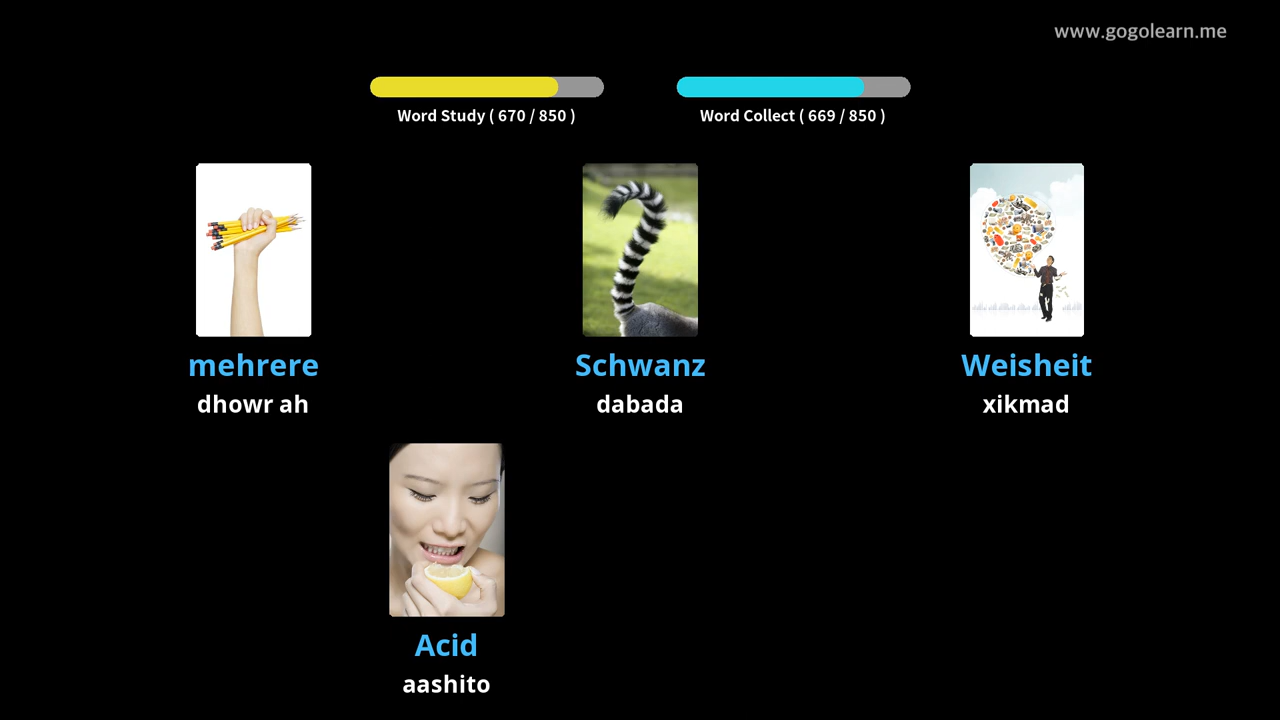 www.gogolearn.me
Word Study ( 670 / 850 )
Word Collect ( 669 / 850 )
mehrere
dhowr ah
Schwanz
dabada
Weisheit
xikmad
Acid
aashito